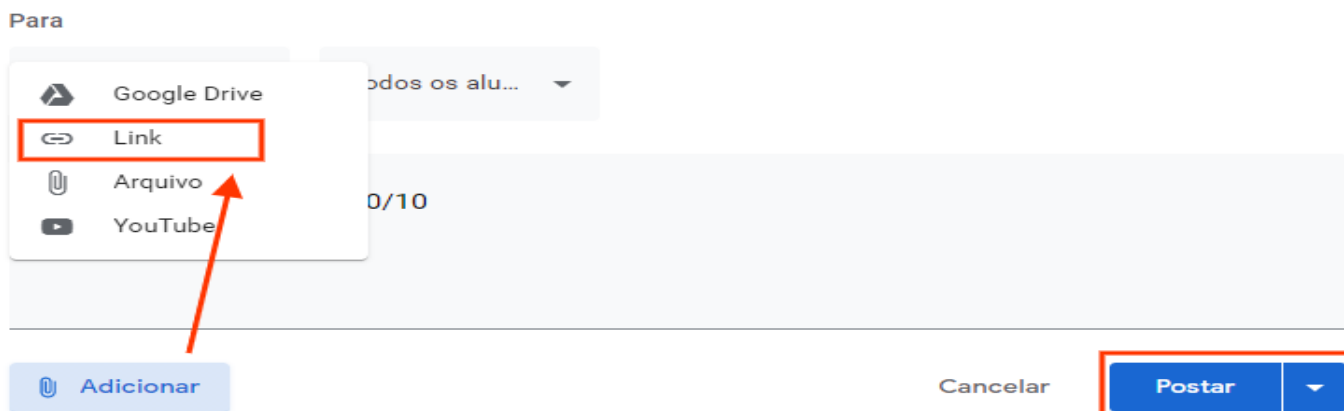 Para
Google Drive
odos os alu...
Link
Arquivo
0/10
YouTube
Adicionar
Cancelar
Postar